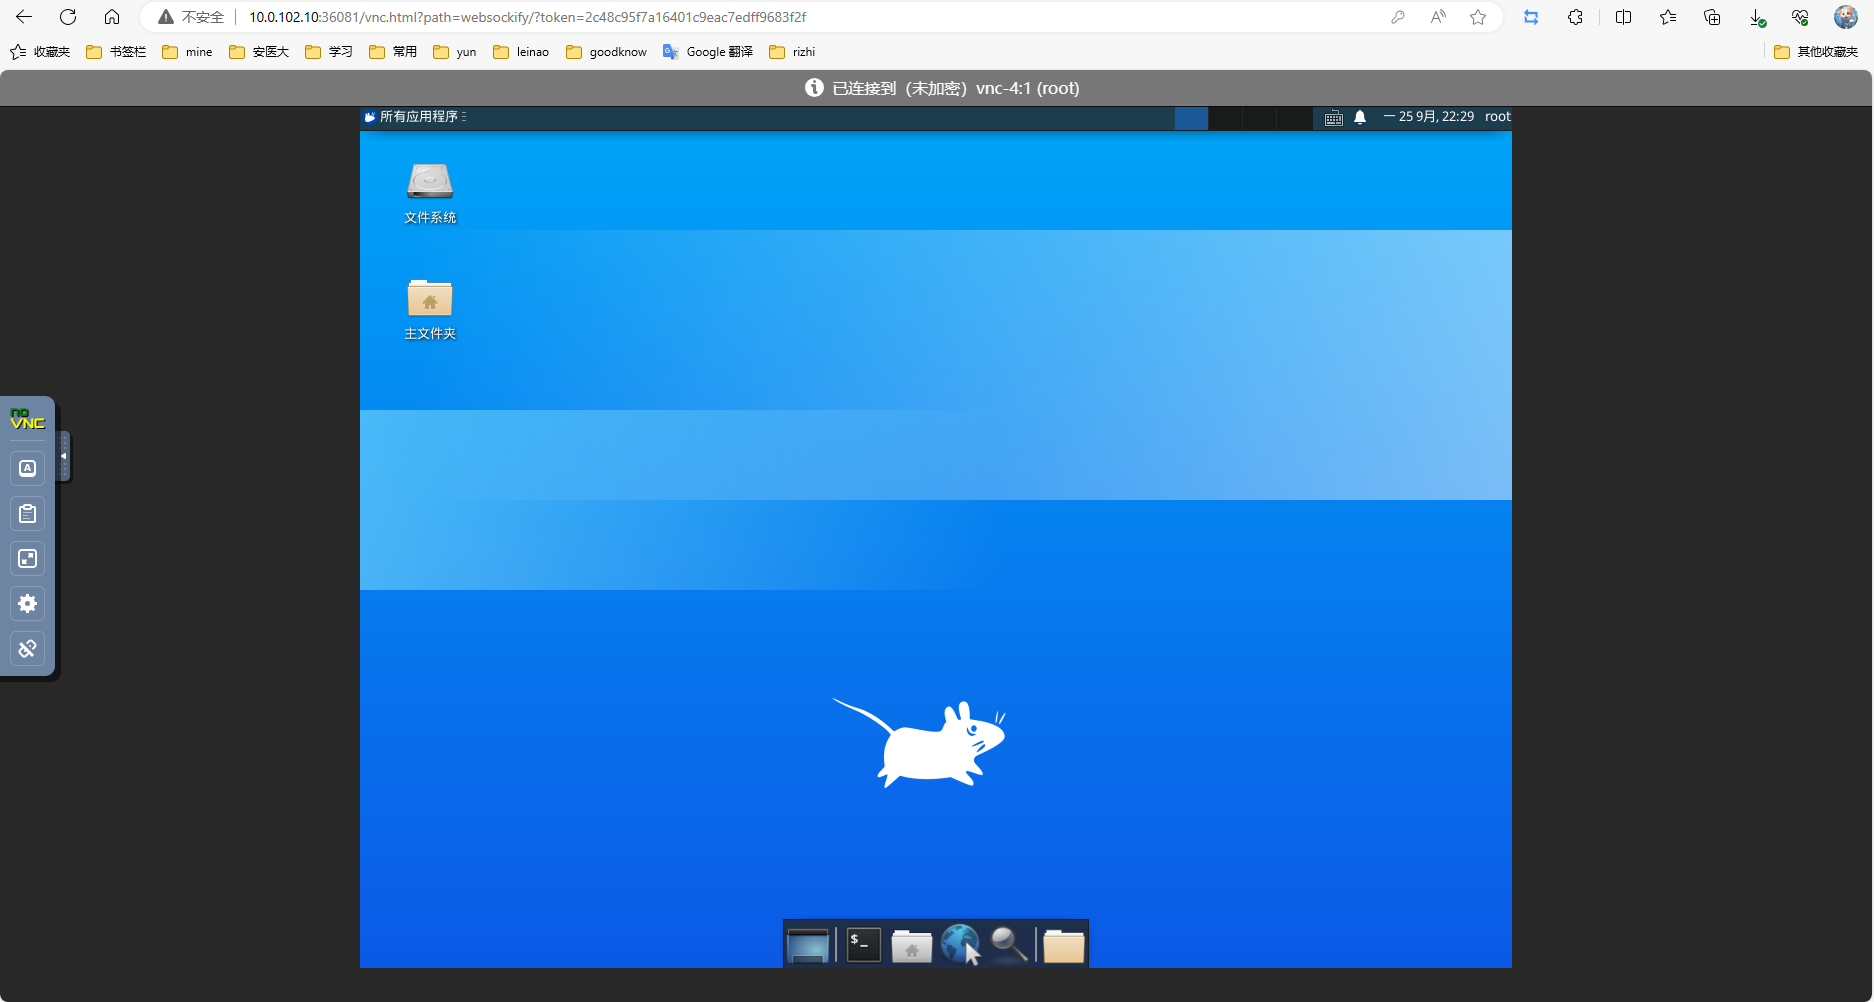 不安全 10.0.102.10:36081/vnc.html?path=websockify/?token=2c48c95f7a16401c9eac7edff9683f2f
收藏夹 书签栏 mine 安医大 学习 常用 yun leinao goodknow Google 翻译 rizhi 其他收藏夹
已连接到（未加密）vnc-4:1 (root)
所有应用程序 一 25 9月, 22:29 root
文件系统
主文件夹
no
VNC
A
$_